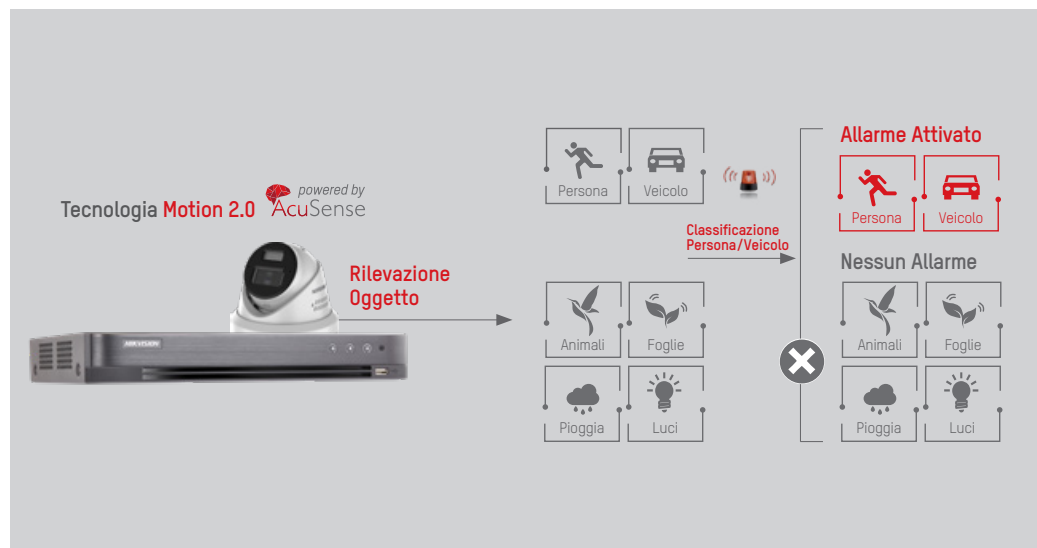 Tecnologia Motion 2.0
powered by
AcuSense
Rilevazione
Oggetto
HIKVISION
Persona
Veicolo
Animali
Foglie
Pioggia
Luci
Classificazione
Persona/Veicolo
Allarme Attivato
Persona
Veicolo
Nessun Allarme
Animali
Foglie
Pioggia
Luci